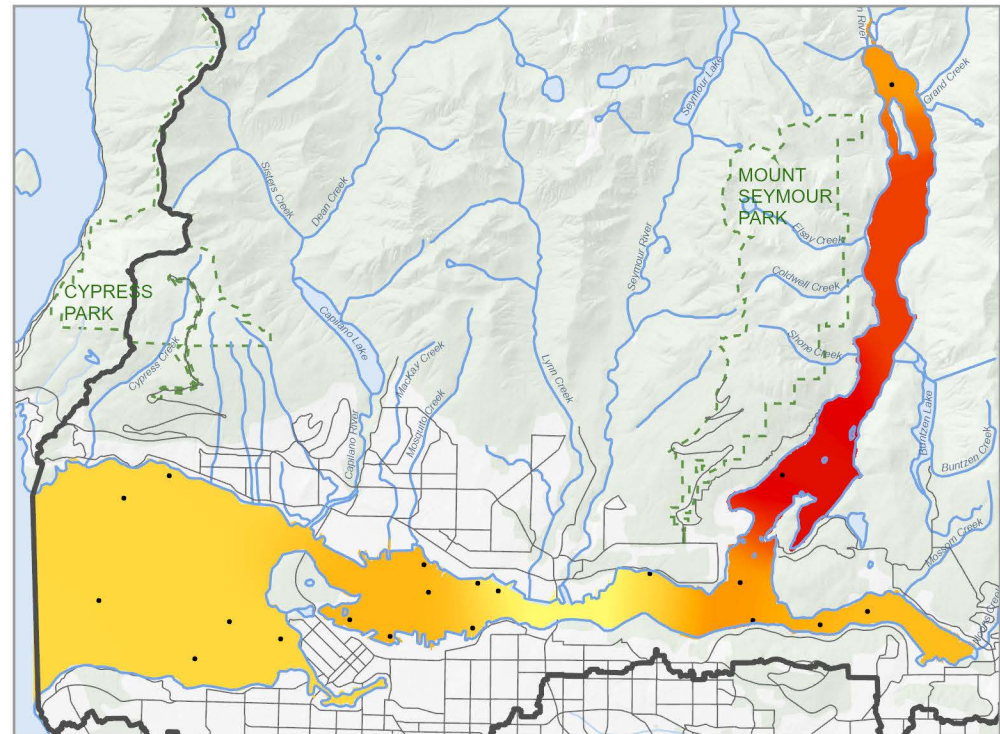 n River
Grand Creek
Seymour Lake
MOUNT
SEYMOUR
PARK
Sisters Creek
Dean Creek
Elsay Creek
Seymour River
Coldwell Creek
CYPRESS
PARK
Capilano Lake
Shone Creek
Cypress Creek
MacKay Creek
Lynn Creek
Mosquito Creek
Buntzen Lake
Capilano River
Buntzen Creek
Mossom Creek